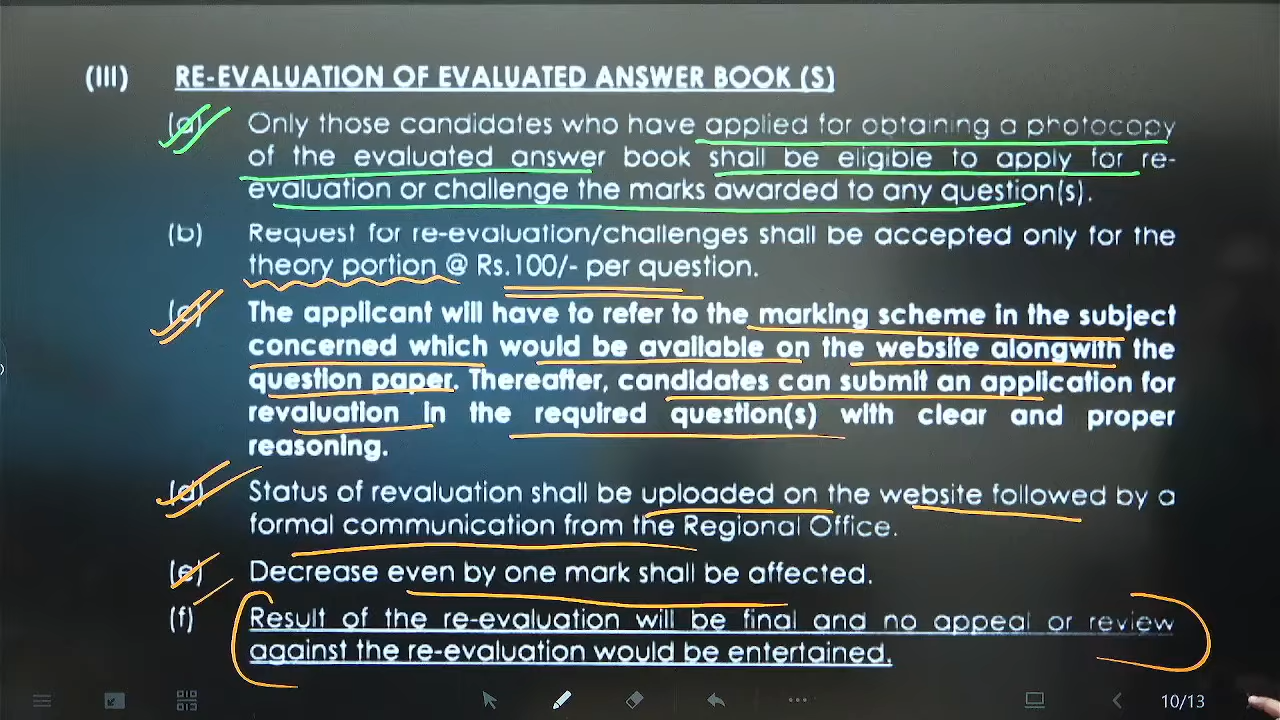 (III) RE-EVALUATION OF EVALUATED ANSWER BOOK (S)
(a) Only those candidates who have applied for obtaining a photocopy
of the evaluated answer book shall be eligible to apply for re-
evaluation or challenge the marks awarded to any question(s).
(b) Request for re-evaluation/challenges shall be accepted only for the
theory portion @ Rs.100/- per question.
(c) The applicant will have to refer to the marking scheme in the subject
concerned which would be available on the website alongwith the
question paper. Thereafter, candidates can submit an application for
revaluation in the required question(s) with clear and proper
reasoning.
(d) Status of revaluation shall be uploaded on the website followed by a
formal communication from the Regional Office.
(e) Decrease even by one mark shall be affected.
(f) Result of the re-evaluation will be final and no appeal or review
against the re-evaluation would be entertained.
10/13